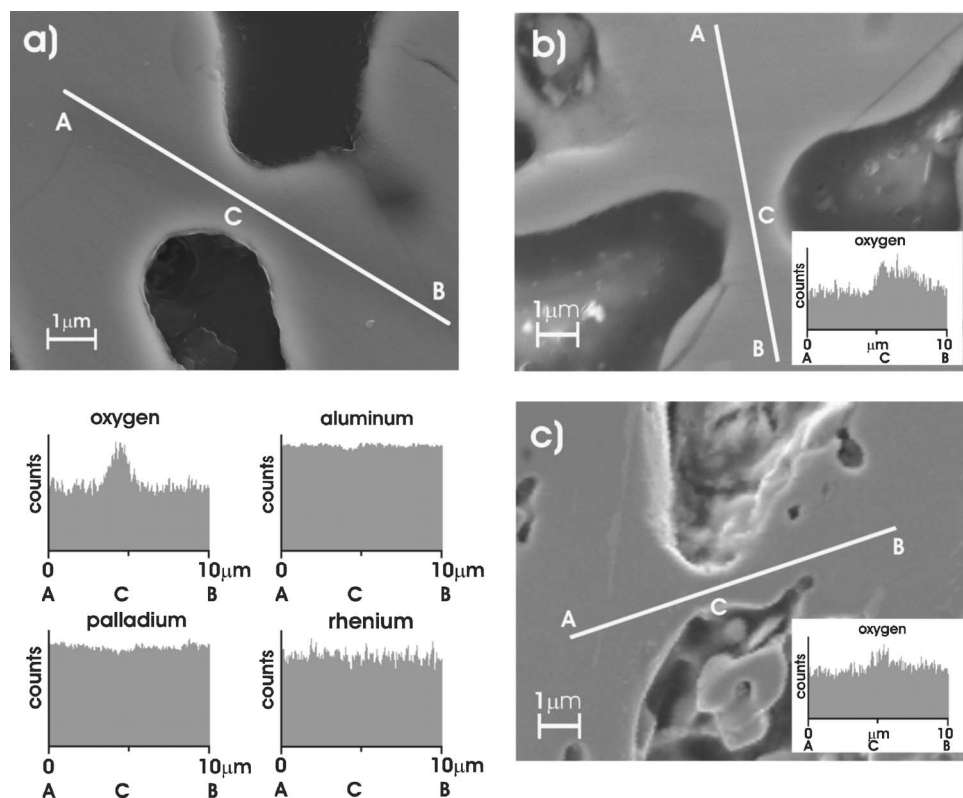 a)
A
C
B
1μm
b)
A
C
B
1μm
oxygen
counts
0 μm 10
A C B
oxygen
counts
0 10μm
A C B
aluminum
counts
0 10μm
A C B
palladium
counts
0 10μm
A C B
rhenium
counts
0 10μm
A C B
c)
A
C
B
1μm
oxygen
counts
0 μm 10
A C B